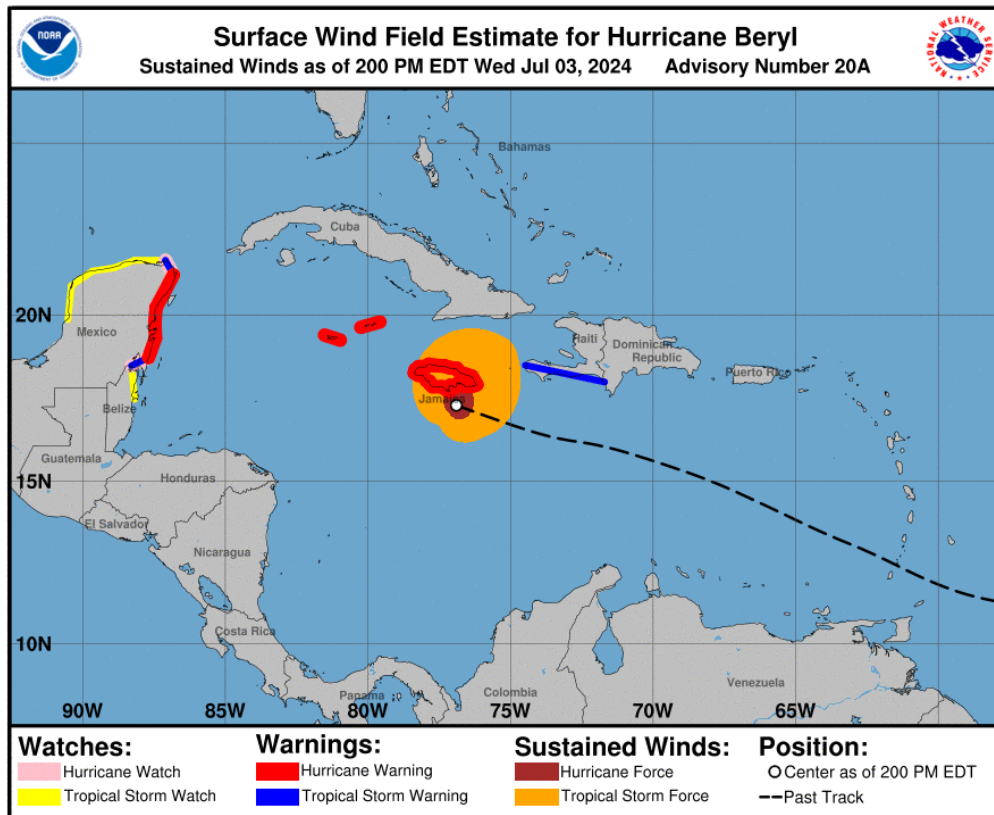 Surface Wind Field Estimate for Hurricane Beryl
Sustained Winds as of 200 PM EDT Wed Jul 03, 2024 Advisory Number 20A
NOAA
NATIONAL WEATHER SERVICE
Bahamas
Cuba
20N
Mexico
Haiti
Dominican
Republic
Puerto Rico
Jamaica
Belize
Guatemala
15N
Honduras
El Salvador
Nicaragua
10N
Costa Rica
Panama
Colombia
Venezuela
90W 85W 80W 75W 70W 65W
Watches: Warnings: Sustained Winds: Position:
Hurricane Watch Hurricane Warning Hurricane Force Center as of 200 PM EDT
Tropical Storm Watch Tropical Storm Warning Tropical Storm Force Past Track